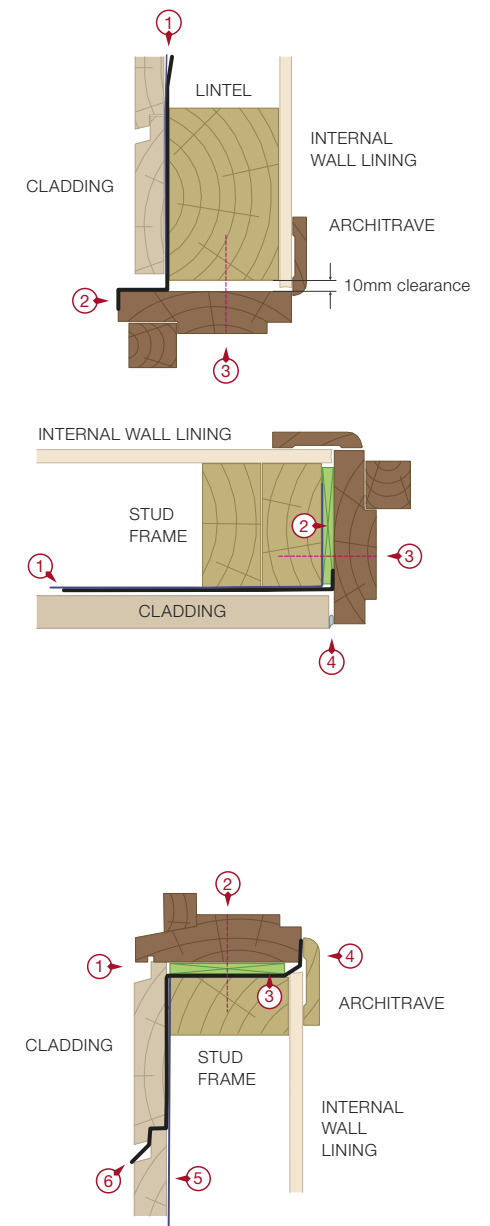 1
LINTEL
INTERNAL
WALL LINING
CLADDING
ARCHITRAVE
10mm clearance
2
3
INTERNAL WALL LINING
STUD
FRAME
2
3
1
CLADDING
4
2
1
4
3
ARCHITRAVE
CLADDING
STUD
FRAME
INTERNAL
WALL
LINING
6
5